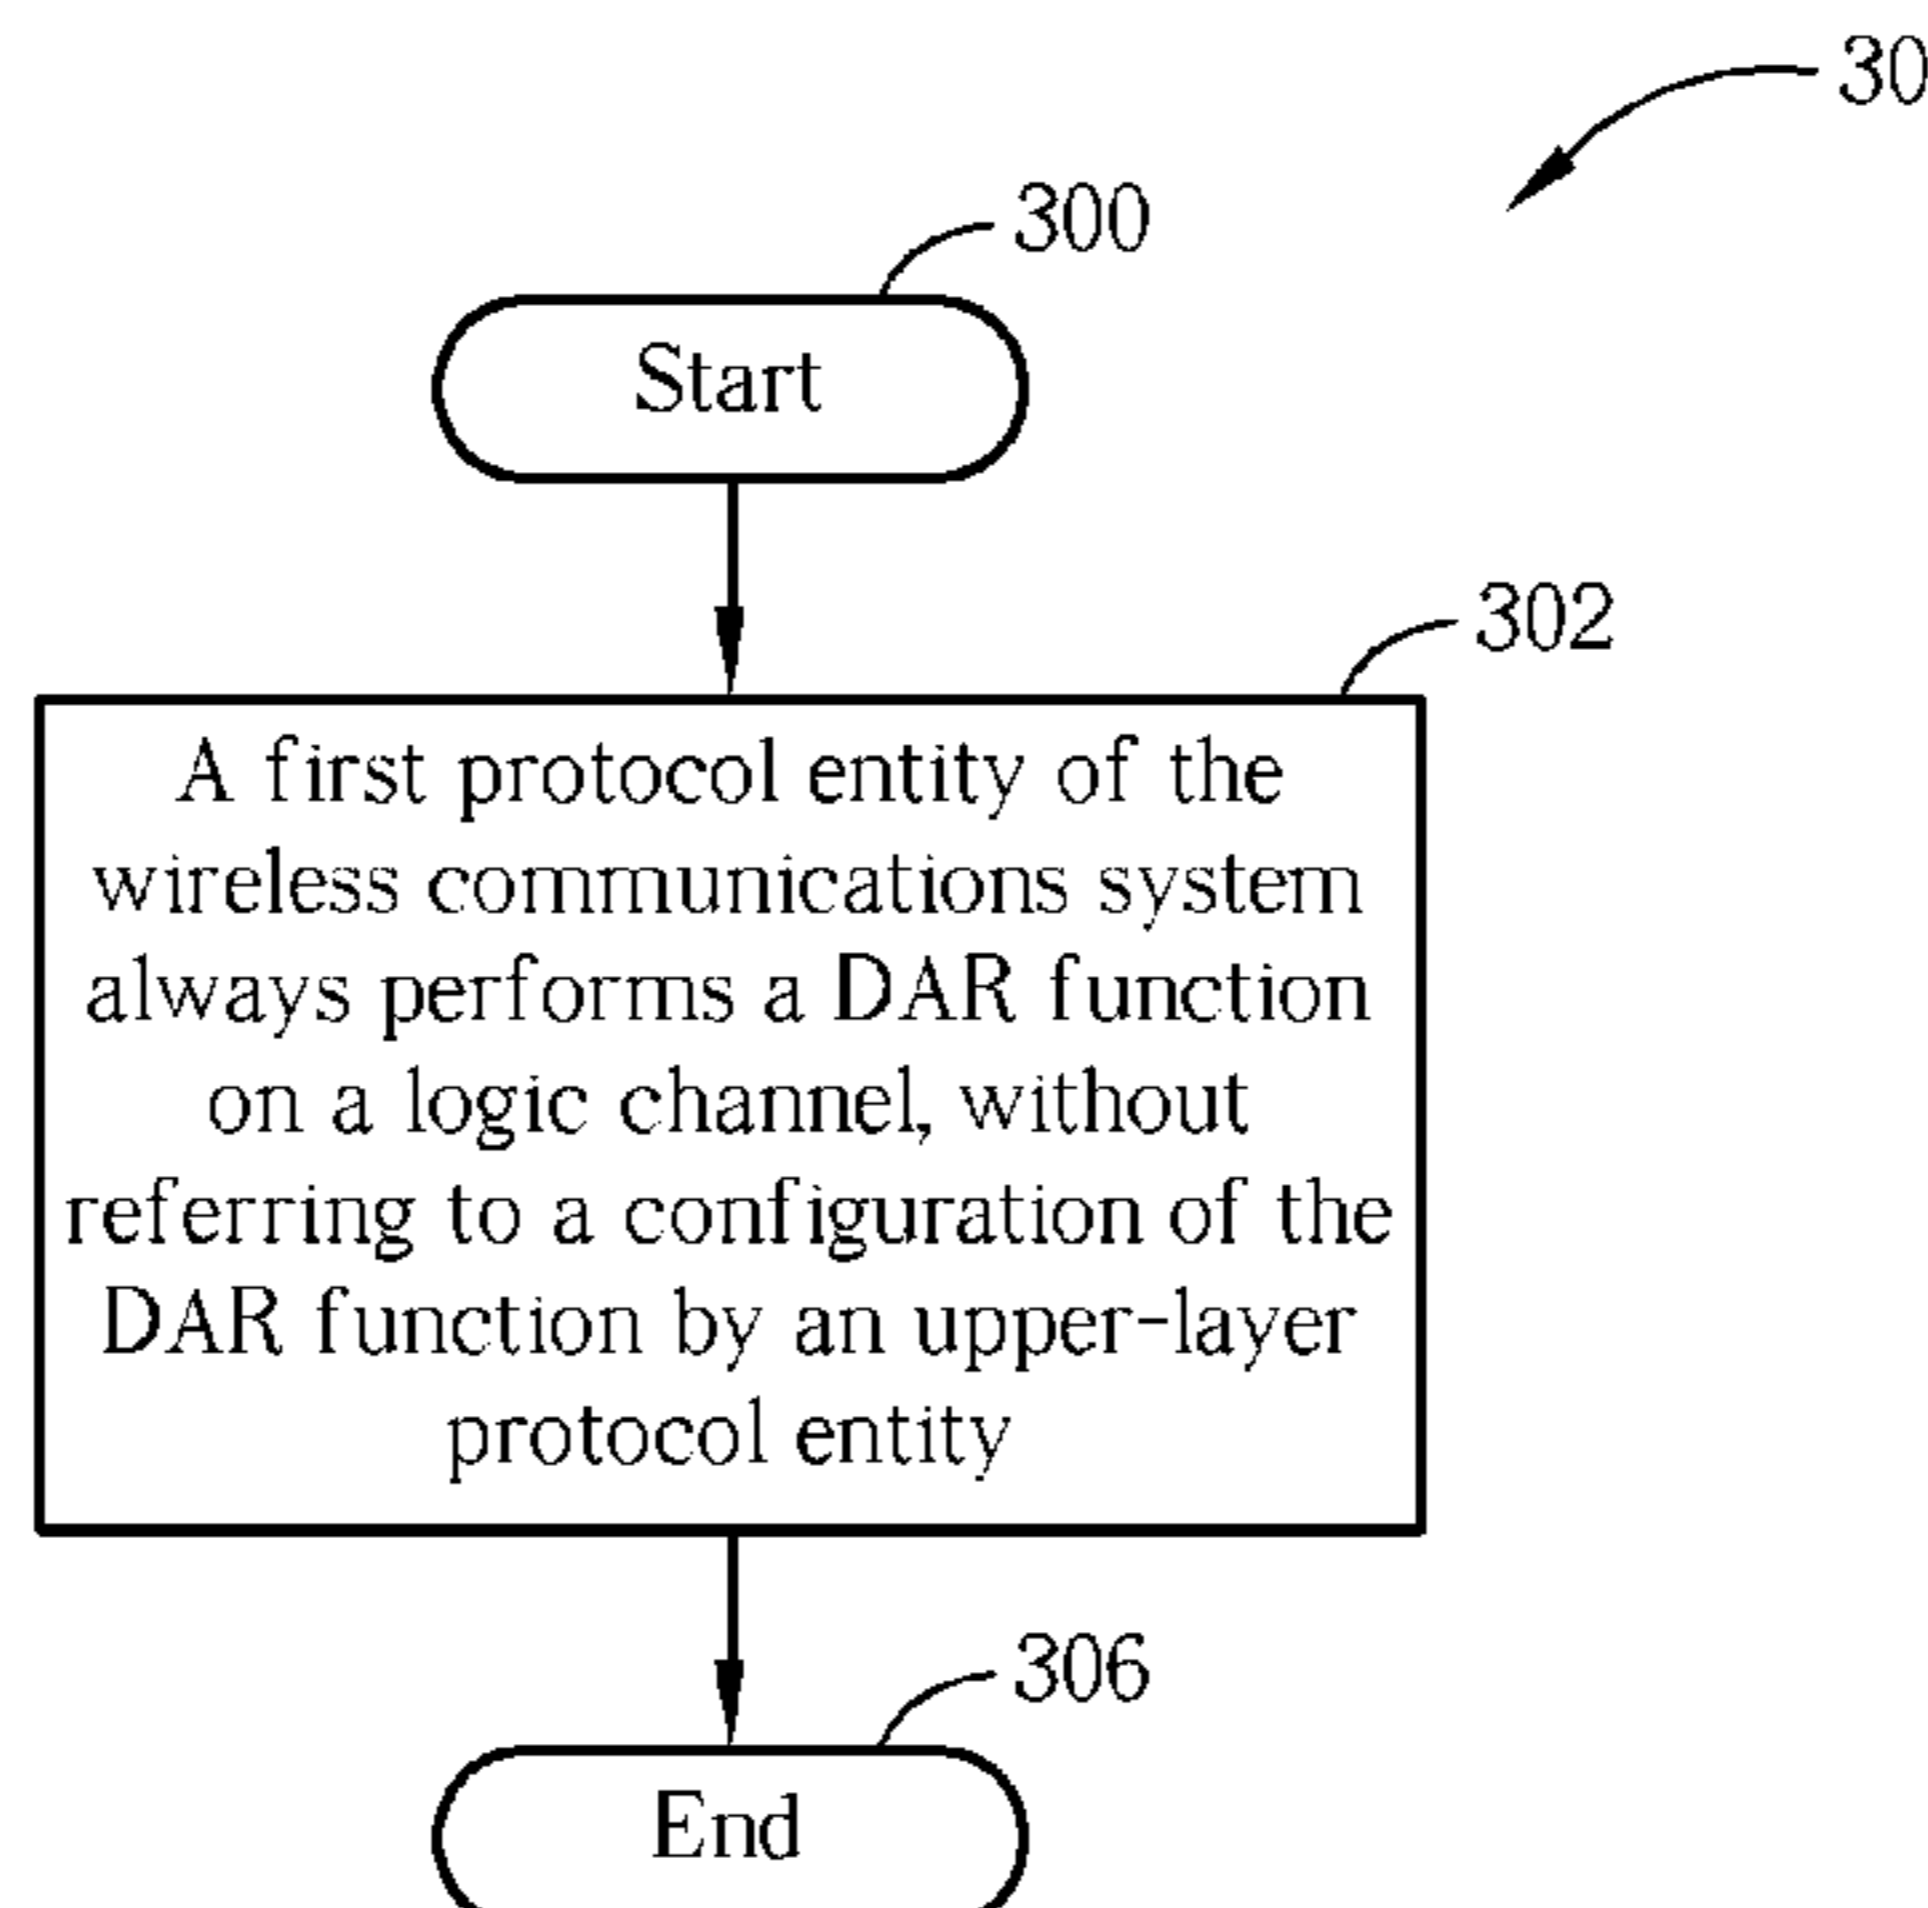 30
300
Start
302
A first protocol entity of the
wireless communications system
always performs a DAR function
on a logic channel, without
referring to a configuration of the
DAR function by an upper-layer
protocol entity
306
End